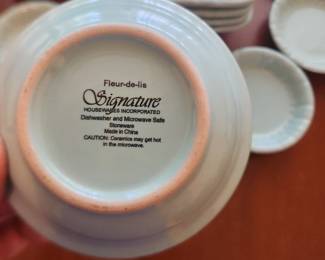 Fleur-de-lis
Signature
HOUSEWARES INCORPORATED
Dishwasher and Microwave Safe
Stoneware
Made in China
CAUTION: Ceramics may get hot
in the microwave.